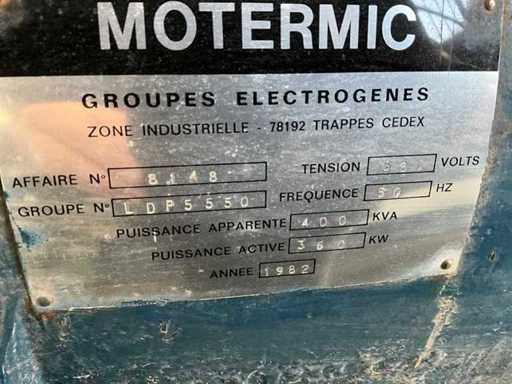 MOTERMIC
GROUPES ELECTROGENES
ZONE INDUSTRIELLE - 78192 TRAPPES CEDEX
AFFAIRE N° 8148 TENSION VOLTS
GROUPE N° LDP5550 FREQUENCE 50 HZ
PUISSANCE APPARENTE 400 KVA
PUISSANCE ACTIVE 360 KW
ANNEE 1982